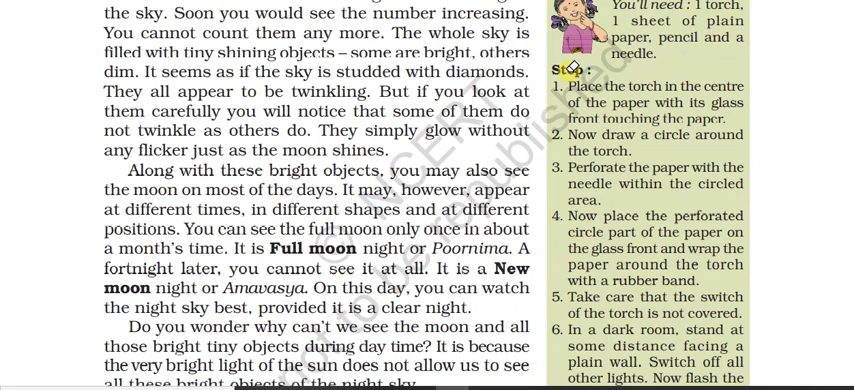 the sky. Soon you would see the number increasing.
You cannot count them any more. The whole sky is
filled with tiny shining objects – some are bright, others
dim. It seems as if the sky is studded with diamonds.
They all appear to be twinkling. But if you look at
them carefully you will notice that some of them do
not twinkle as others do. They simply glow without
any flicker just as the moon shines.
Along with these bright objects, you may also see
the moon on most of the days. It may, however, appear
at different times, in different shapes and at different
positions. You can see the full moon only once in about
a month's time. It is Full moon night or Poornima. A
fortnight later, you cannot see it at all. It is a New
moon night or Amavasya. On this day, you can watch
the night sky best, provided it is a clear night.
Do you wonder why can't we see the moon and all
those bright tiny objects during day time? It is because
the very bright light of the sun does not allow us to see
all these bright objects of the night sky.
You'll need : 1 torch,
1 sheet of plain
paper, pencil and a
needle.
1. Place the torch in the centre
of the paper with its glass
front touching the paper.
2. Now draw a circle around
the torch.
3. Perforate the paper with the
needle within the circled
area.
4. Now place the perforated
circle part of the paper on
the glass front and wrap the
paper around the torch
with a rubber band.
5. Take care that the switch
of the torch is not covered.
6. In a dark room, stand at
some distance facing a
plain wall. Switch off all
other lights. Now flash the
© NCERT
not to be republished